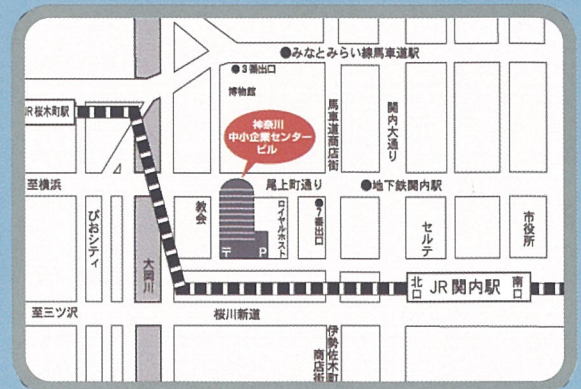 ●みなとみらい線馬車道駅
●3番出口
博物館
JR桜木町駅
神奈川
中小企業センター
ビル
馬車道商店街
関内大通り
至横浜
尾上町通り
●地下鉄関内駅
ぴおシティ
教会
ロイヤルホスト
●7番出口
セルテ
市役所
〒 P
大岡川
北口
JR関内駅
南口
至三ツ沢
桜川新道
伊勢佐木町
商店街